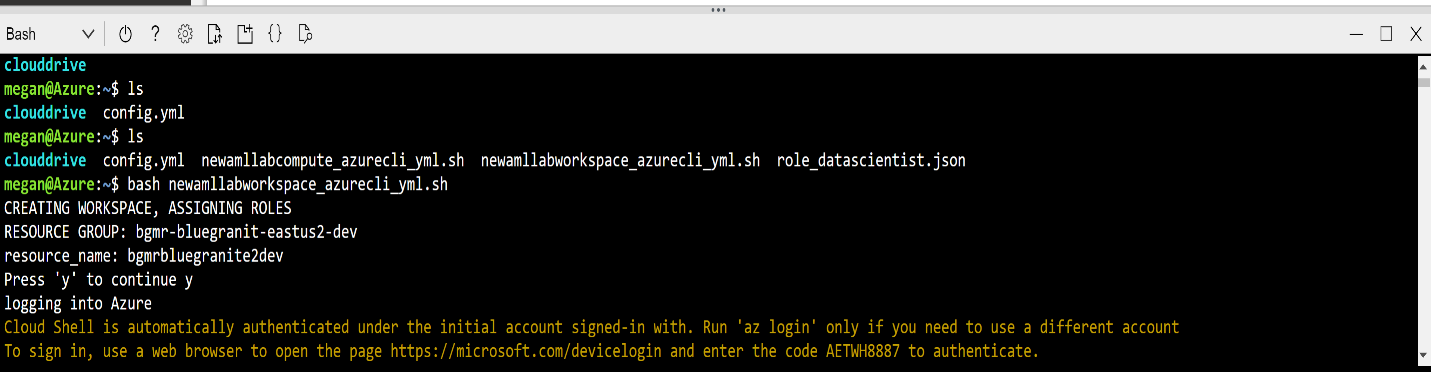 Bash
clouddrive
megan@Azure:~$ ls
clouddrive config.yml
megan@Azure:~$ ls
clouddrive config.yml newamllabcompute_azurecli_yml.sh newamllabworkspace_azurecli_yml.sh role_datascientist.json
megan@Azure:~$ bash newamllabworkspace_azurecli_yml.sh
CREATING WORKSPACE, ASSIGNING ROLES
RESOURCE GROUP: bgmr-bluegranit-eastus2-dev
resource_name: bgmrbluegranite2dev
Press 'y' to continue y
logging into Azure
Cloud Shell is automatically authenticated under the initial account signed-in with. Run 'az login' only if you need to use a different account
To sign in, use a web browser to open the page https://microsoft.com/devicelogin and enter the code AETWH8887 to authenticate.